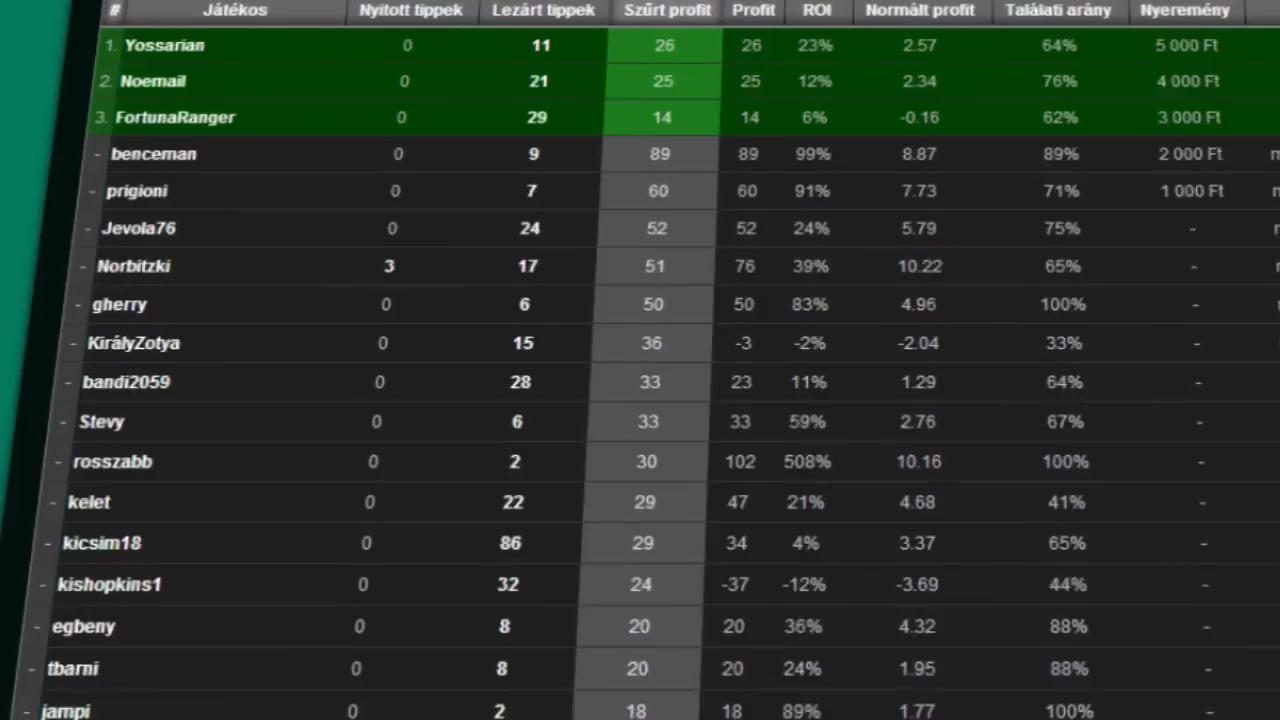 # Játékos Nyitott tippek Lezárt tippek Szűrt profit Profit ROI Normált profit Találati arány Nyeremény
1. Yossarian 0 11 26 26 23% 2.57 64% 5 000 Ft
2. Noemail 0 21 25 25 12% 2.34 76% 4 000 Ft
3. FortunaRanger 0 29 14 14 6% -0.16 62% 3 000 Ft
- benceman 0 9 89 89 99% 8.87 89% 2 000 Ft
- prigioni 0 7 60 60 91% 7.73 71% 1 000 Ft
- Jevola76 0 24 52 52 24% 5.79 75% -
- Norbitzki 3 17 51 76 39% 10.22 65% -
- gherry 0 6 50 50 83% 4.96 100% -
- KirályZotya 0 15 36 -3 -2% -2.04 33% -
- bandi2059 0 28 33 23 11% 1.29 64% -
- Stevy 0 6 33 33 59% 2.76 67% -
- rosszabb 0 2 30 102 508% 10.16 100% -
- kelet 0 22 29 47 21% 4.68 41% -
- kicsim18 0 86 29 34 4% 3.37 65% -
- kishopkins1 0 32 24 -37 -12% -3.69 44% -
- egbeny 0 8 20 20 36% 4.32 88% -
- tbarni 0 8 20 20 24% 1.95 88% -
- jampi 0 2 18 18 89% 1.77 100% -